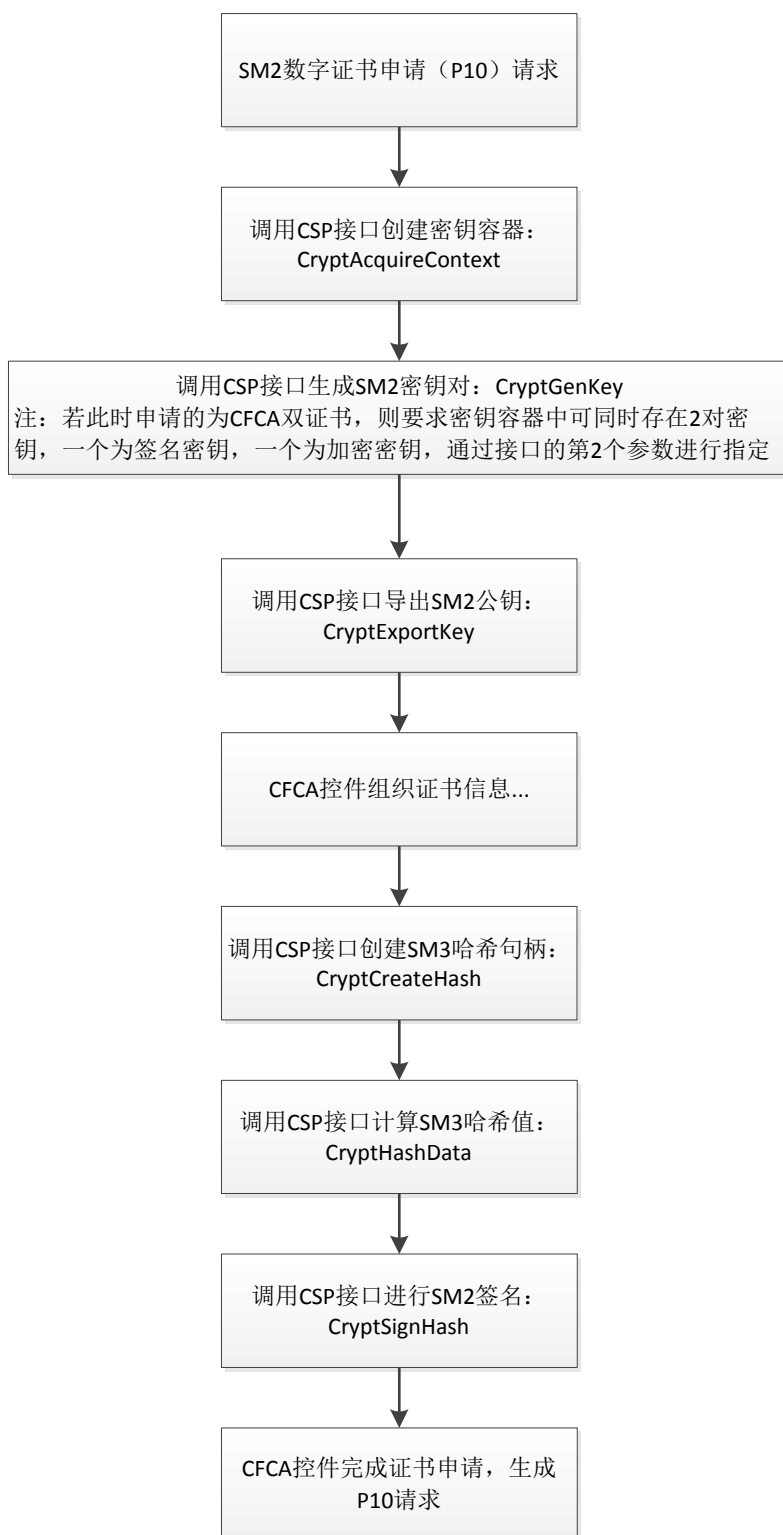 SM2数字证书申请（P10）请求
调用CSP接口创建密钥容器：
CryptAcquireContext
调用CSP接口生成SM2密钥对：CryptGenKey
注：若此时申请的为CFCA双证书，则要求密钥容器中可同时存在2对密
钥，一个为签名密钥，一个为加密密钥，通过接口的第2个参数进行指定
调用CSP接口导出SM2公钥：
CryptExportKey
CFCA控件组织证书信息...
调用CSP接口创建SM3哈希句柄：
CryptCreateHash
调用CSP接口计算SM3哈希值：
CryptHashData
调用CSP接口进行SM2签名：
CryptSignHash
CFCA控件完成证书申请，生成
P10请求